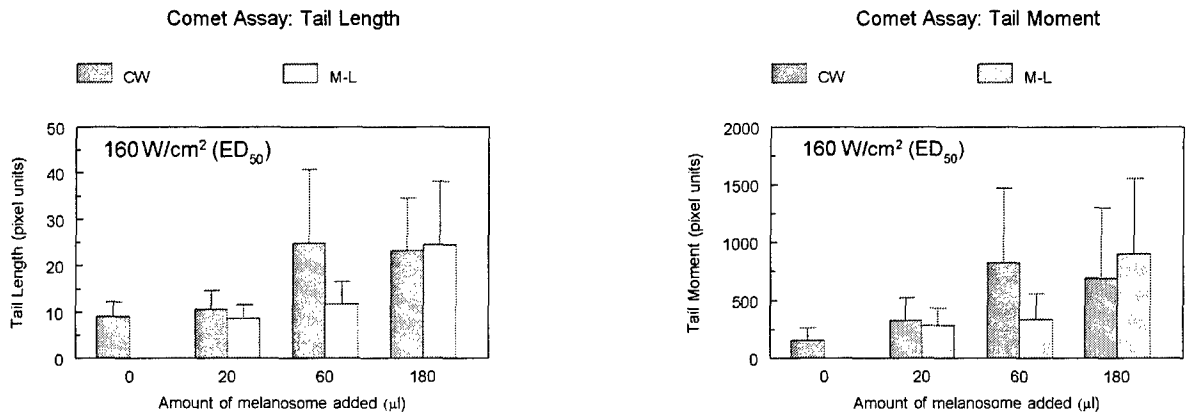 Comet Assay: Tail Length
CW
M-L
160 W/cm² (ED₅₀)
Tail Length (pixel units)
50
40
30
20
10
0
0
20
60
180
Amount of melanosome added (μl)
Comet Assay: Tail Moment
CW
M-L
160 W/cm² (ED₅₀)
Tail Moment (pixel units)
2000
1500
1000
500
0
0
20
60
180
Amount of melanosome added (μl)